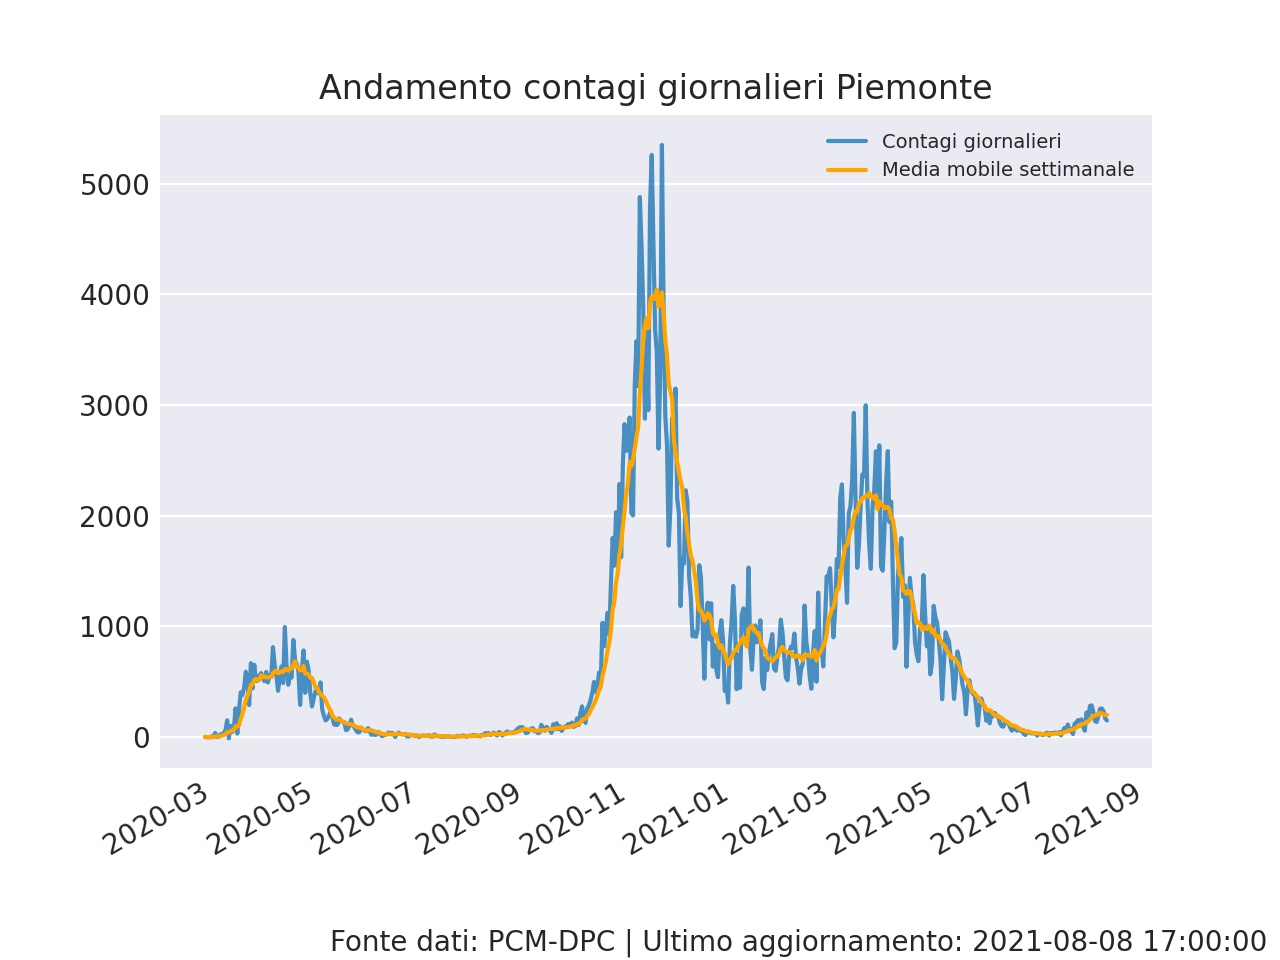 Andamento contagi giornalieri Piemonte
Contagi giornalieri
Media mobile settimanale
5000
4000
3000
2000
1000
0
2020-03 2020-05 2020-07 2020-09 2020-11 2021-01 2021-03 2021-05 2021-07 2021-09
Fonte dati: PCM-DPC | Ultimo aggiornamento: 2021-08-08 17:00:00